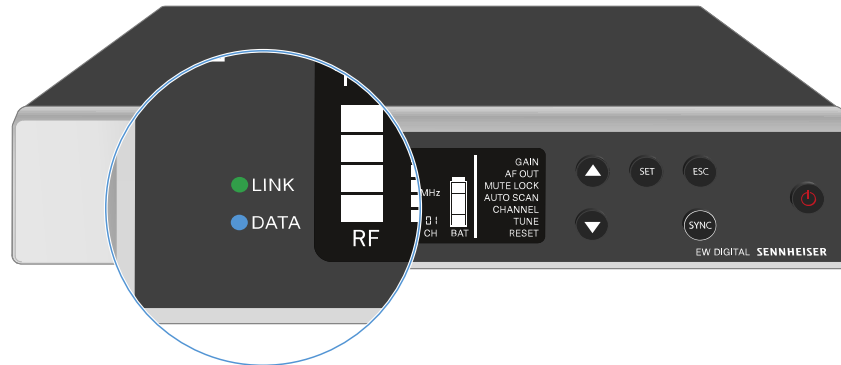 LINK
DATA
RF
MHz
01
CH
BAT
GAIN
AF OUT
MUTE LOCK
AUTO SCAN
CHANNEL
TUNE
RESET
SET
ESC
SYNC
EW DIGITAL SENNHEISER